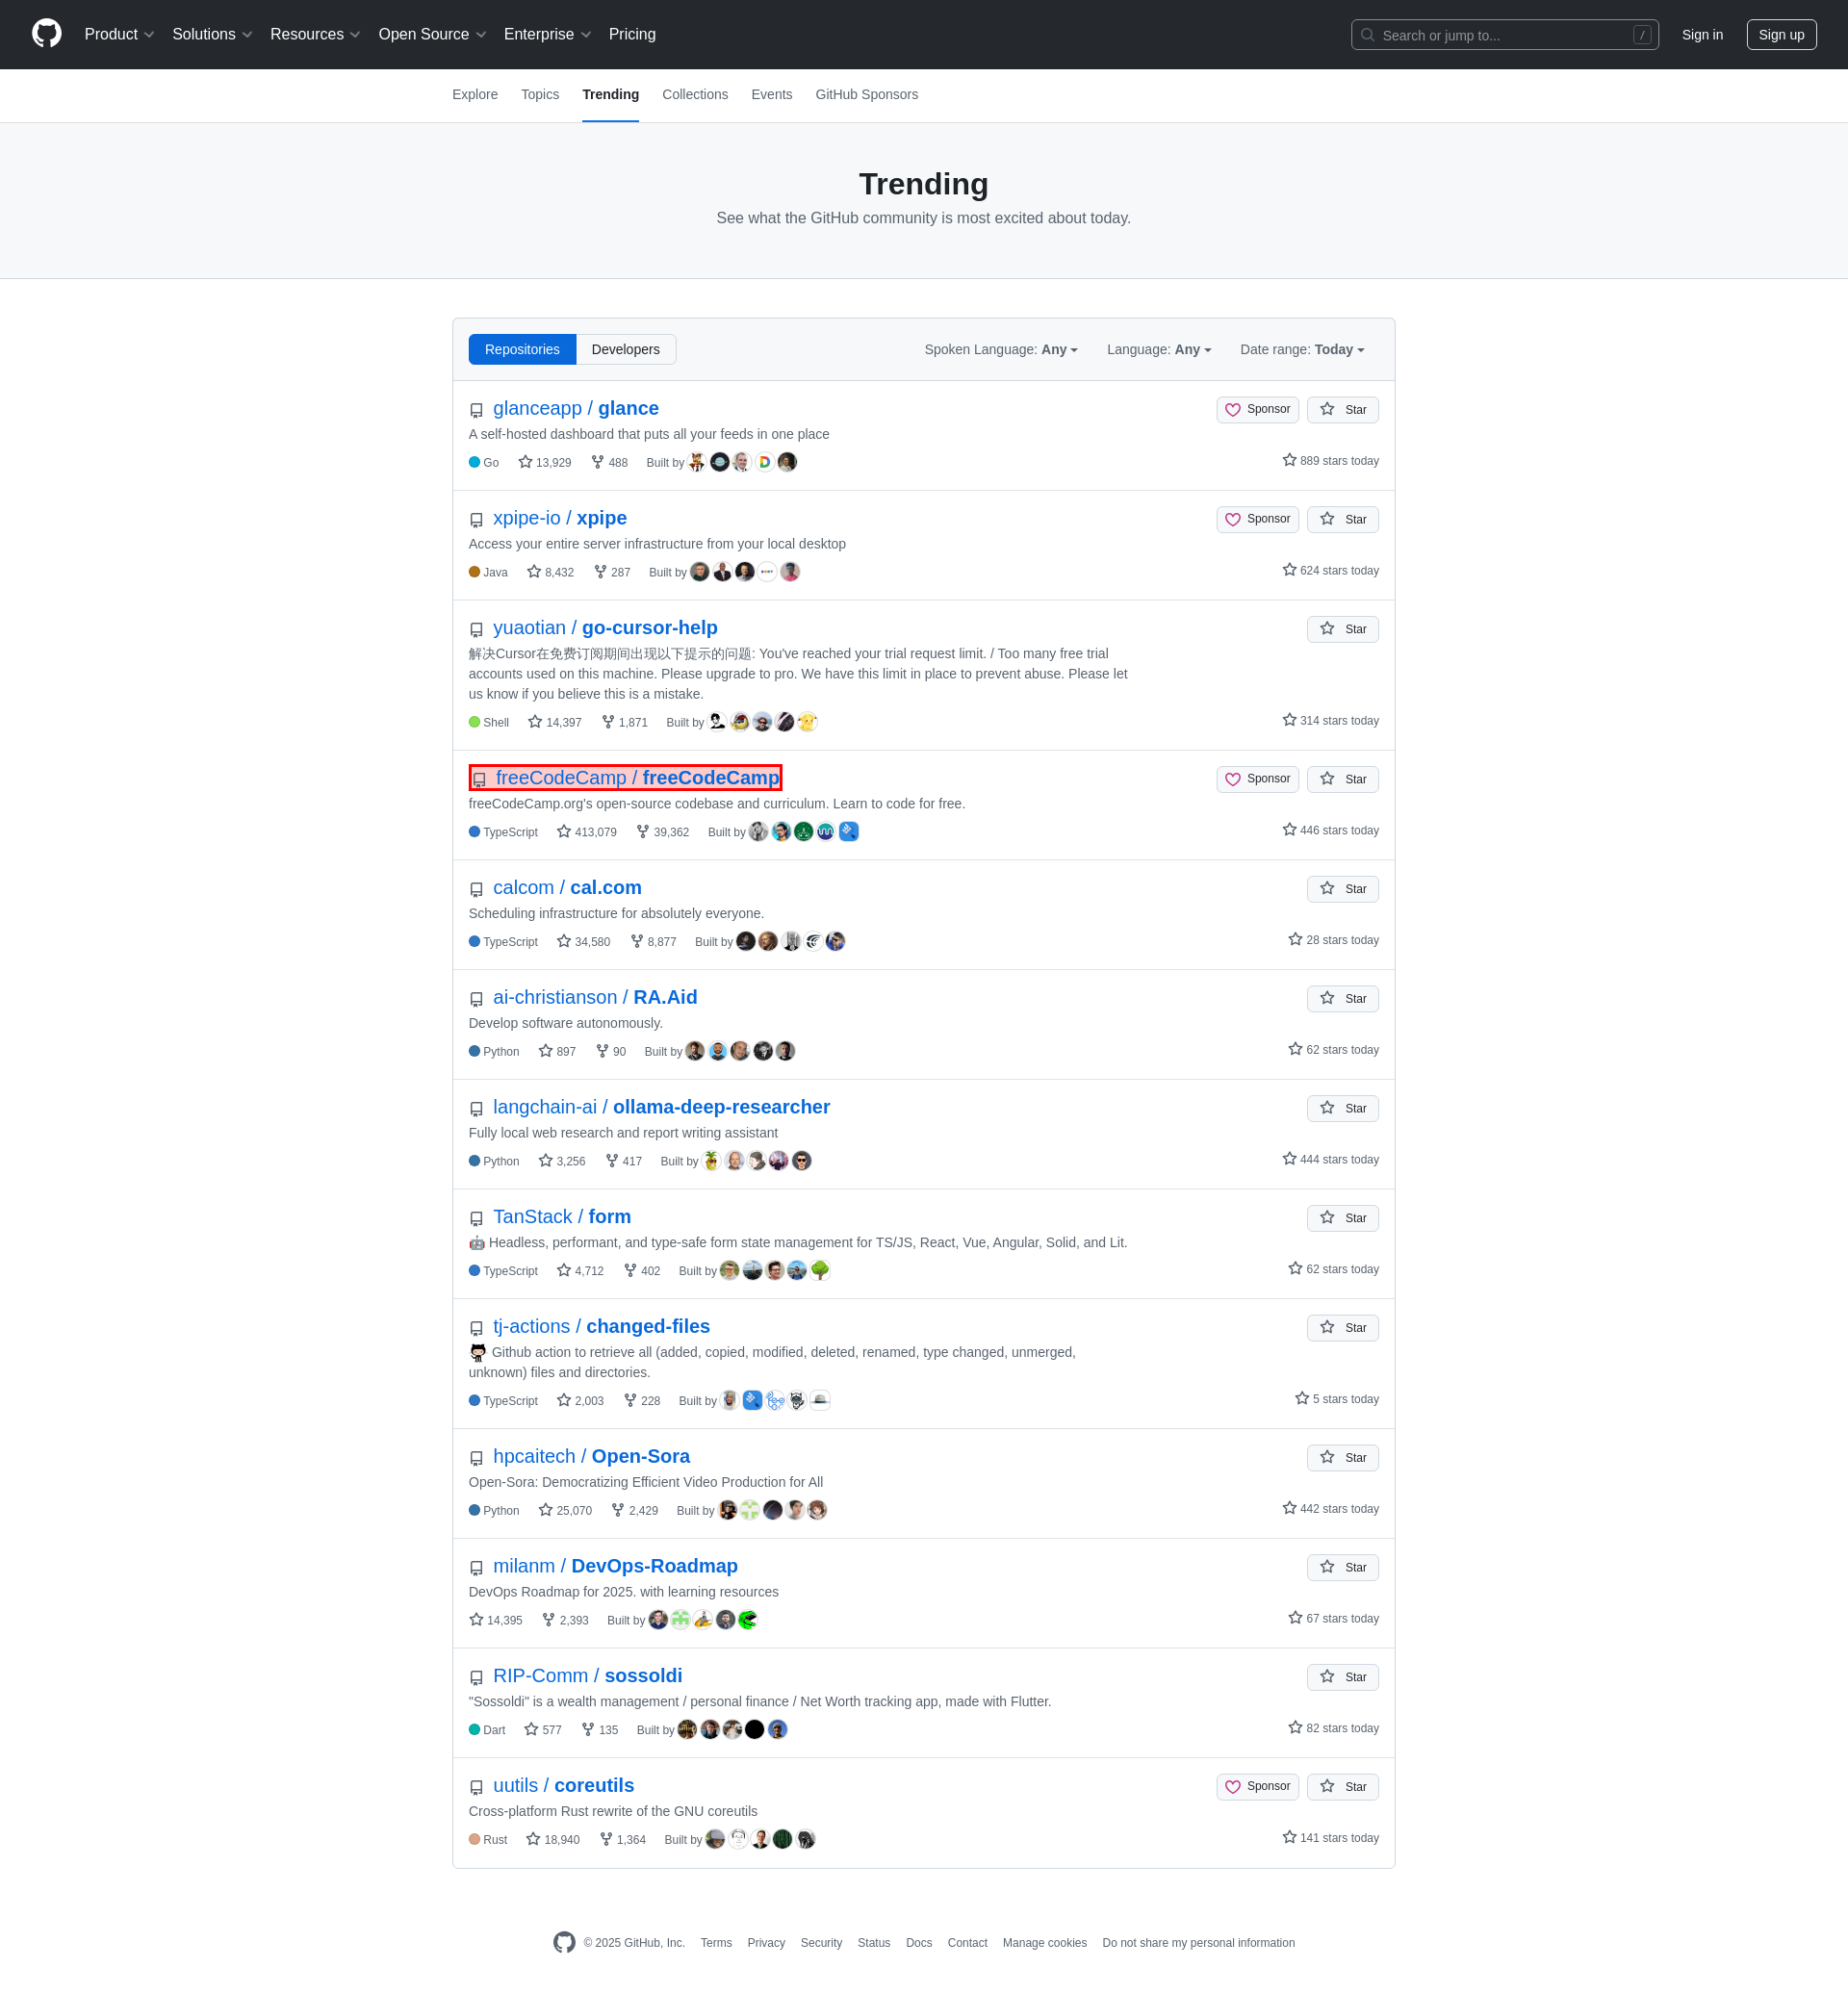 Product Solutions Resources Open Source Enterprise Pricing Search or jump to... / Sign in Sign up
Explore Topics Trending Collections Events GitHub Sponsors
Trending
See what the GitHub community is most excited about today.
Repositories Developers Spoken Language: Any Language: Any Date range: Today
glanceapp / glance Sponsor Star
A self-hosted dashboard that puts all your feeds in one place
Go 13,929 488 Built by 889 stars today
xpipe-io / xpipe Sponsor Star
Access your entire server infrastructure from your local desktop
Java 8,432 287 Built by 624 stars today
yuaotian / go-cursor-help Star
解决Cursor在免费订阅期间出现以下提示的问题: You've reached your trial request limit. / Too many free trial
accounts used on this machine. Please upgrade to pro. We have this limit in place to prevent abuse. Please let
us know if you believe this is a mistake.
Shell 14,397 1,871 Built by 314 stars today
freeCodeCamp / freeCodeCamp Sponsor Star
freeCodeCamp.org's open-source codebase and curriculum. Learn to code for free.
TypeScript 413,079 39,362 Built by 446 stars today
calcom / cal.com Star
Scheduling infrastructure for absolutely everyone.
TypeScript 34,580 8,877 Built by 28 stars today
ai-christianson / RA.Aid Star
Develop software autonomously.
Python 897 90 Built by 62 stars today
langchain-ai / ollama-deep-researcher Star
Fully local web research and report writing assistant
Python 3,256 417 Built by 444 stars today
TanStack / form Star
🤖 Headless, performant, and type-safe form state management for TS/JS, React, Vue, Angular, Solid, and Lit.
TypeScript 4,712 402 Built by 62 stars today
tj-actions / changed-files Star
Github action to retrieve all (added, copied, modified, deleted, renamed, type changed, unmerged,
unknown) files and directories.
TypeScript 2,003 228 Built by 5 stars today
hpcaitech / Open-Sora Star
Open-Sora: Democratizing Efficient Video Production for All
Python 25,070 2,429 Built by 442 stars today
milanm / DevOps-Roadmap Star
DevOps Roadmap for 2025. with learning resources
14,395 2,393 Built by 67 stars today
RIP-Comm / sossoldi Star
"Sossoldi" is a wealth management / personal finance / Net Worth tracking app, made with Flutter.
Dart 577 135 Built by 82 stars today
uutils / coreutils Sponsor Star
Cross-platform Rust rewrite of the GNU coreutils
Rust 18,940 1,364 Built by 141 stars today
© 2025 GitHub, Inc. Terms Privacy Security Status Docs Contact Manage cookies Do not share my personal information